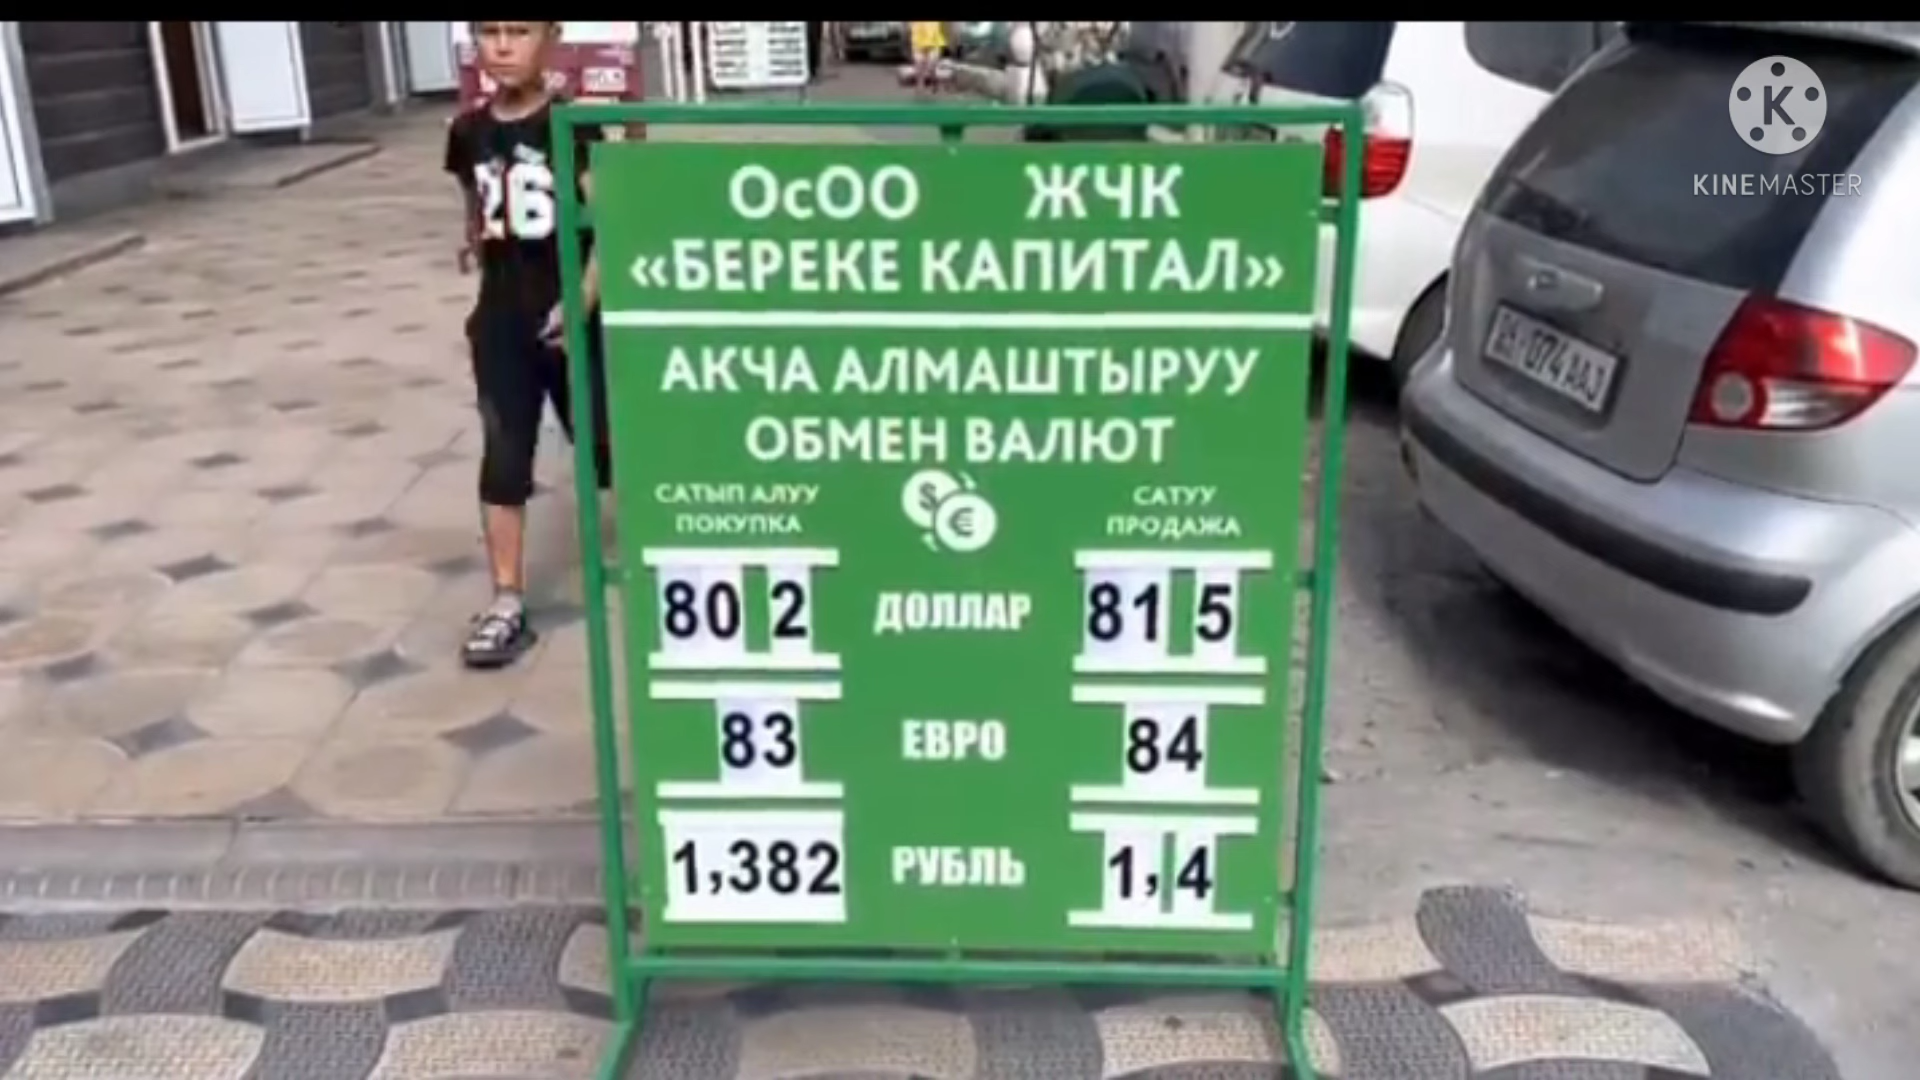 KINEMASTER
26
ОсОО ЖЧК
«БЕРЕКЕ КАПИТАЛ»
АКЧА АЛМАШТЫРУУ
ОБМЕН ВАЛЮТ
САТЫП АЛУУ
ПОКУПКА
САТУУ
ПРОДАЖА
80 2 ДОЛЛАР 81 5
83 ЕВРО 84
1,382 РУБЛЬ 1,4